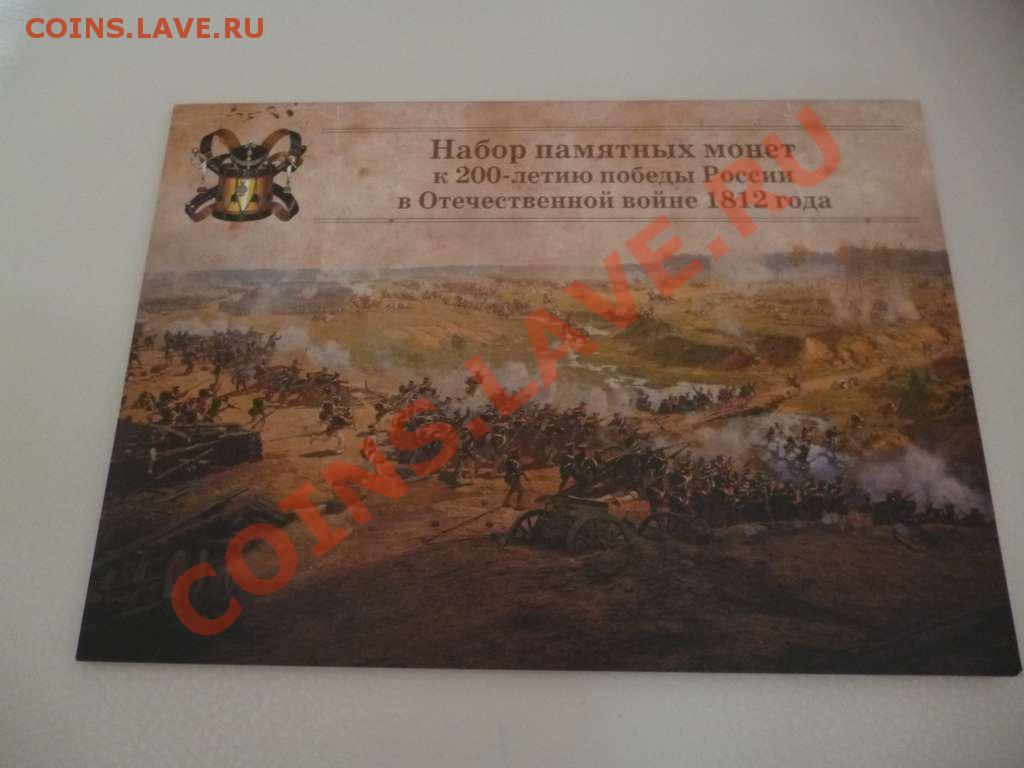 COINS.LAVE.RU
Набор памятных монет
к 200-летию победы России
в Отечественной войне 1812 года
COINS.LAVE.RU